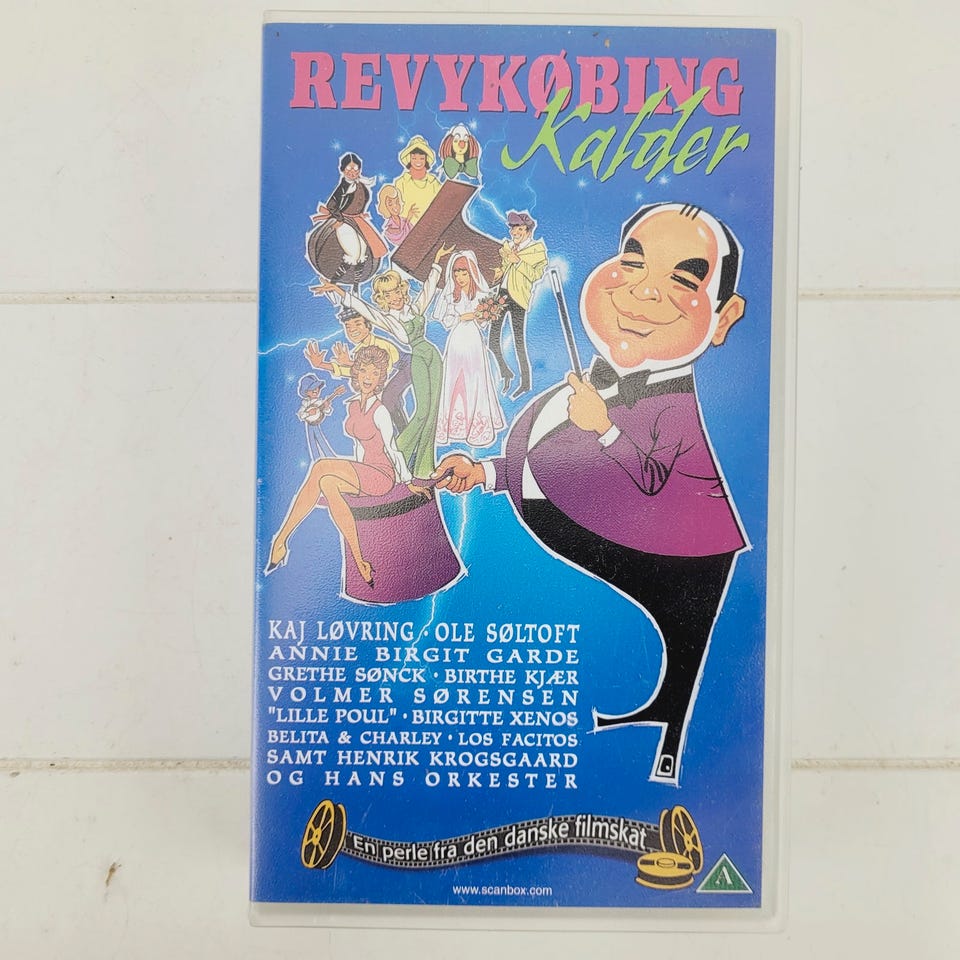 REVYKØBING
Kalder
KAJ LØVRING · OLE SØLTOFT
ANNIE BIRGIT GARDE
GRETHE SØNCK · BIRTHE KJÆR
VOLMER SØRENSEN
"LILLE POUL" · BIRGITTE XENOS
BELITA & CHARLEY · LOS FACITOS
SAMT HENRIK KROGSGAARD
OG HANS ORKESTER
En perle fra den danske filmskat
A
www.scanbox.com